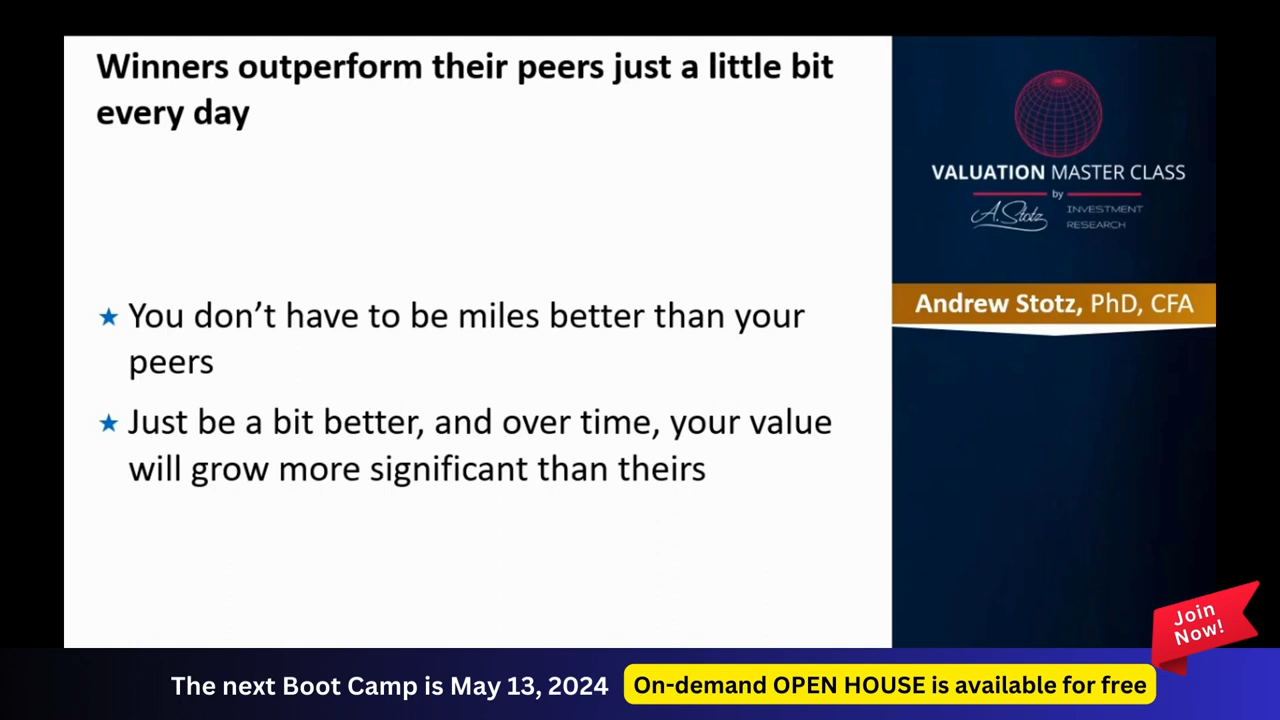 Winners outperform their peers just a little bit
every day
You don’t have to be miles better than your
peers
Just be a bit better, and over time, your value
will grow more significant than theirs
VALUATION MASTER CLASS
by
A.Stotz
INVESTMENT
RESEARCH
Andrew Stotz, PhD, CFA
Join
Now!
The next Boot Camp is May 13, 2024
On-demand OPEN HOUSE is available for free